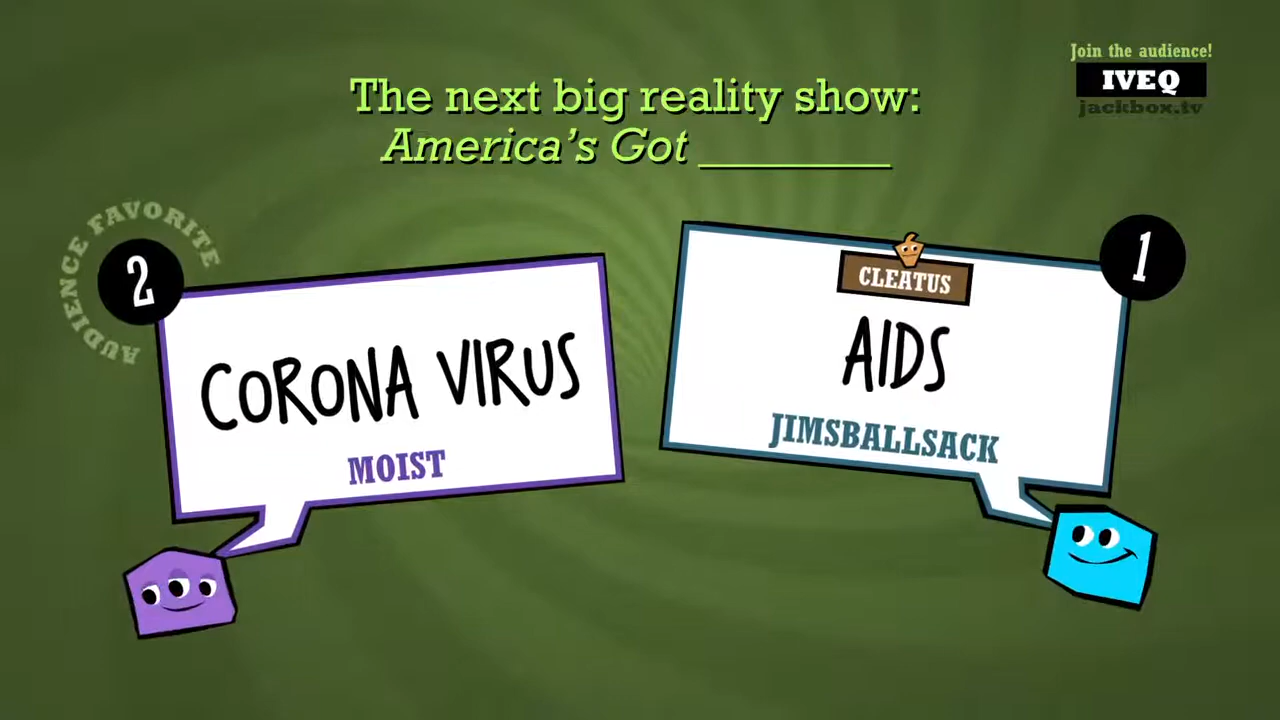 Join the audience!
IVEQ
jackbox.tv
The next big reality show:
America's Got ________
AUDIENCE FAVORITE
2
CORONA VIRUS
MOIST
1
CLEATUS
AIDS
JIMSBALLSACK